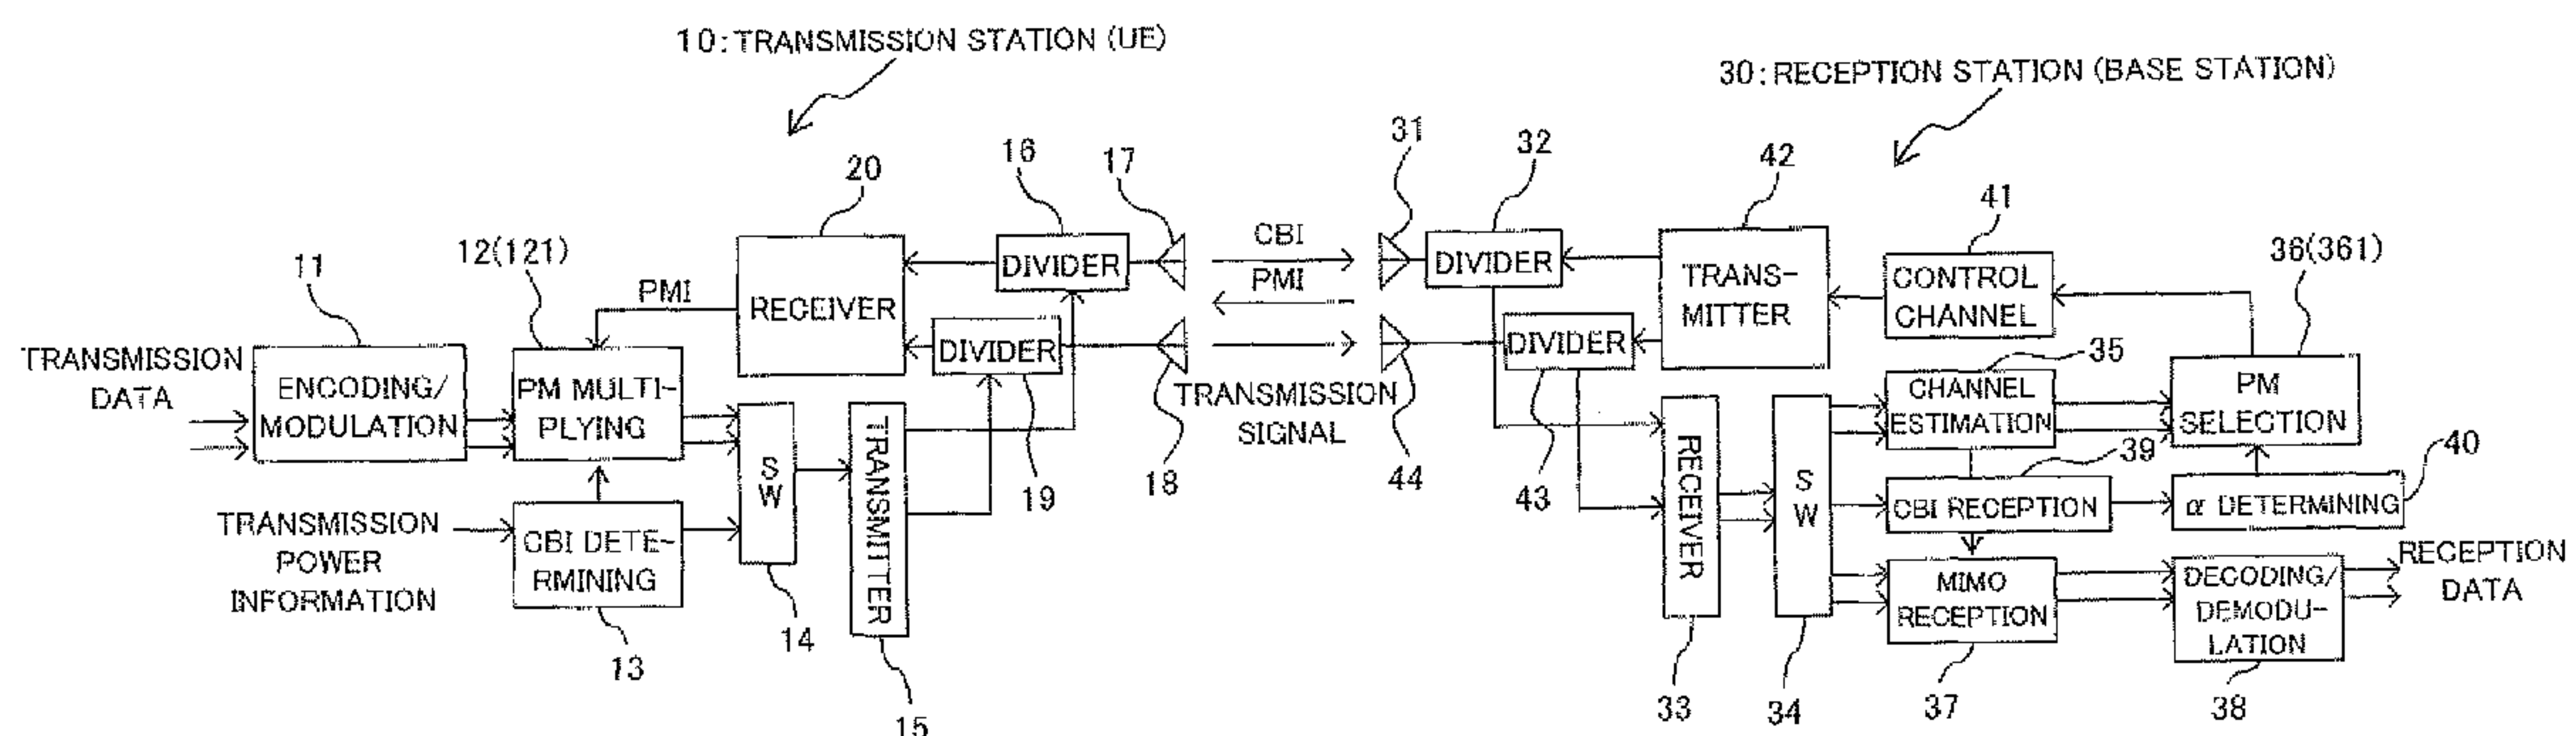 10:TRANSMISSION STATION (UE)
30:RECEPTION STATION (BASE STATION)
11
12(121)
20
16
17
31
32
42
41
36(361)
TRANSMISSION
DATA
ENCODING/
MODULATION
PM MULTI-
PLYING
PMI
RECEIVER
DIVIDER
DIVIDER
CBI
PMI
TRANSMISSION
SIGNAL
DIVIDER
DIVIDER
TRANS-
MITTER
CONTROL
CHANNEL
35
CHANNEL
ESTIMATION
PM
SELECTION
TRANSMISSION
POWER
INFORMATION
CBI DETE-
RMINING
S
W
TRANSMITTER
19
18
44
43
RECEIVER
S
W
39
CBI RECEPTION
40
α DETERMINING
MIMO
RECEPTION
DECODING/
DEMODU-
LATION
RECEPTION
DATA
13
14
15
33
34
37
38